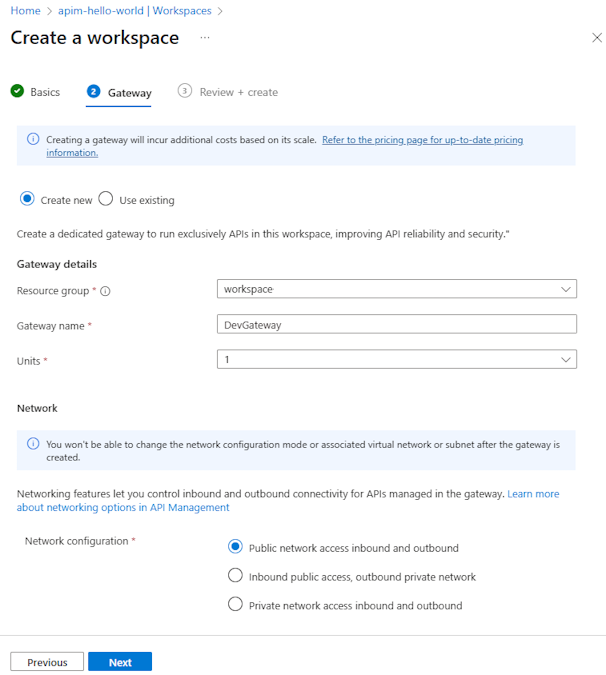 Home > apim-hello-world | Workspaces >
Create a workspace ...
Basics 2 Gateway 3 Review + create
Creating a gateway will incur additional costs based on its scale. Refer to the pricing page for up-to-date pricing
information.
Create new Use existing
Create a dedicated gateway to run exclusively APIs in this workspace, improving API reliability and security."
Gateway details
Resource group * workspace
Gateway name * DevGateway
Units * 1
Network
You won't be able to change the network configuration mode or associated virtual network or subnet after the gateway is
created.
Networking features let you control inbound and outbound connectivity for APIs managed in the gateway. Learn more
about networking options in API Management
Network configuration * Public network access inbound and outbound
Inbound public access, outbound private network
Private network access inbound and outbound
Previous Next